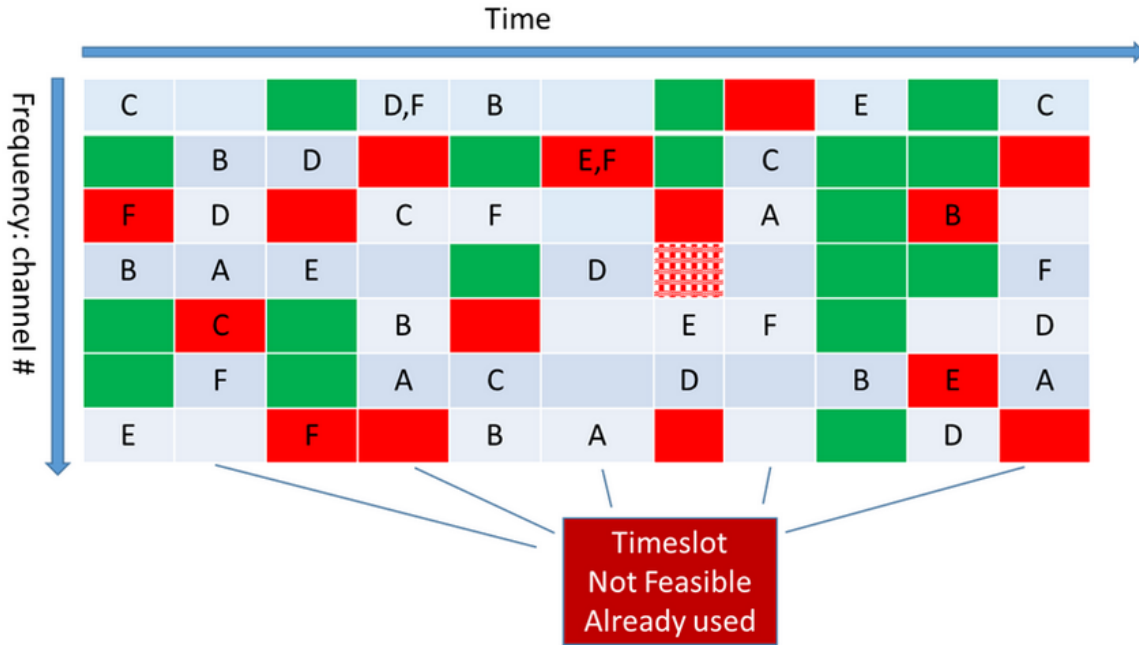 Time
Frequency: channel #
C D,F B E C
B D E,F C
F D C F A B
B A E D F
C B E F D
F A C D B E A
E F B A D
Timeslot
Not Feasible
Already used